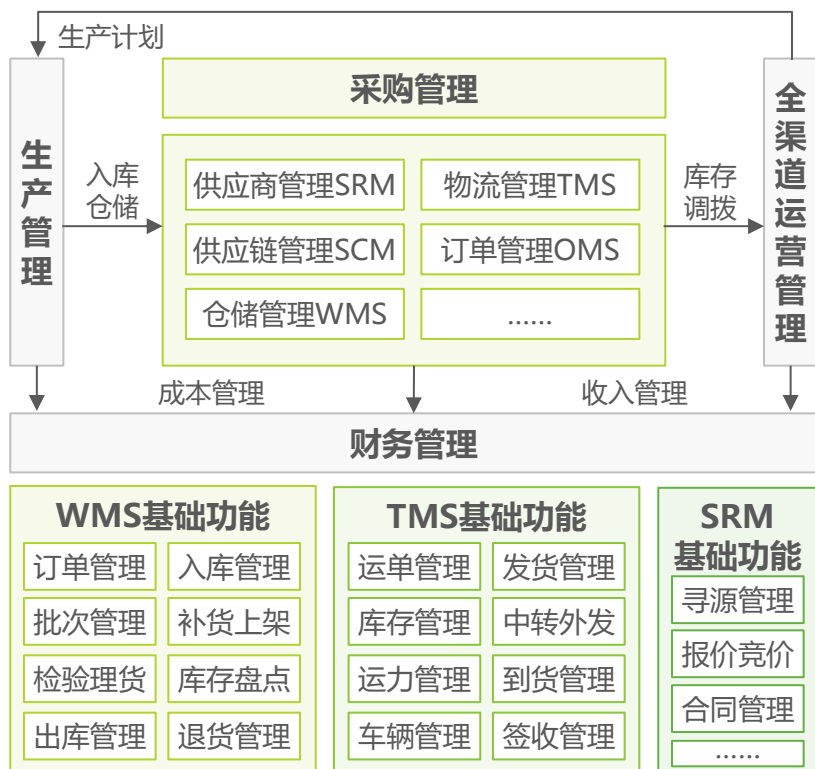 生产计划
采购管理
生产管理
入库
仓储
供应商管理SRM
物流管理TMS
供应链管理SCM
订单管理OMS
仓储管理WMS
......
库存
调拨
全渠道运营管理
成本管理
收入管理
财务管理
WMS基础功能
订单管理
入库管理
批次管理
补货上架
检验理货
库存盘点
出库管理
退货管理
TMS基础功能
运单管理
发货管理
库存管理
中转外发
运力管理
到货管理
车辆管理
签收管理
SRM
基础功能
寻源管理
报价竞价
合同管理
......